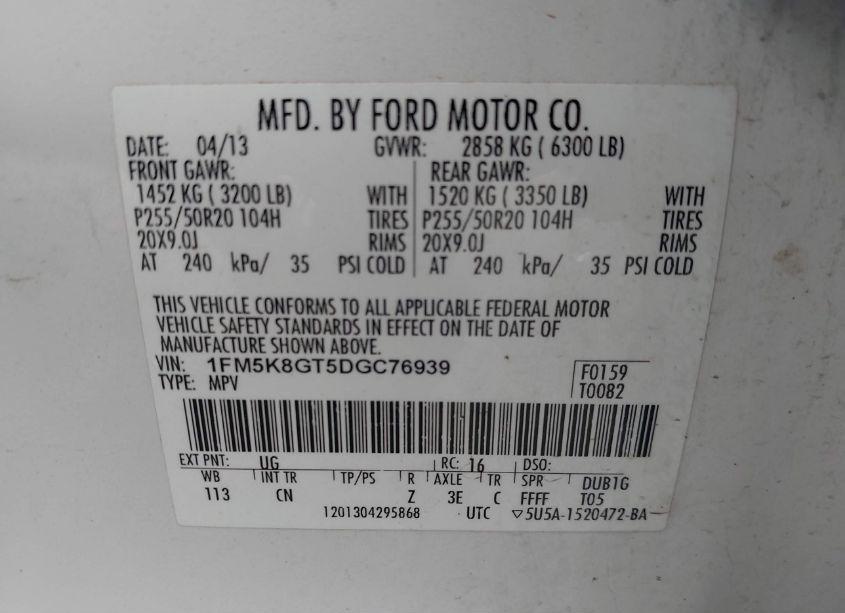 MFD. BY FORD MOTOR CO.
DATE: 04/13 GVWR: 2858 KG ( 6300 LB)
FRONT GAWR: REAR GAWR:
1452 KG ( 3200 LB) WITH 1520 KG ( 3350 LB) WITH
P255/50R20 104H TIRES P255/50R20 104H TIRES
20X9.0J RIMS 20X9.0J RIMS
AT 240 kPa/ 35 PSI COLD AT 240 kPa/ 35 PSI COLD
THIS VEHICLE CONFORMS TO ALL APPLICABLE FEDERAL MOTOR
VEHICLE SAFETY STANDARDS IN EFFECT ON THE DATE OF
MANUFACTURE SHOWN ABOVE.
VIN: 1FM5K8GT5DGC76939 F0159
TYPE: MPV T0082
EXT PNT: UG RC: 16 DSO:
WB INT TR TP/PS R AXLE TR SPR DUB1G
113 CN Z 3E C FFFF T05
1201304295868 UTC ▽5U5A-1520472-BA